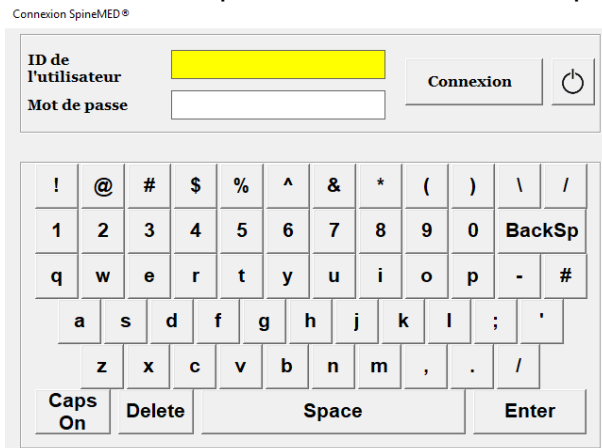 Connexion SpineMED®
ID de
l'utilisateur
Connexion
Mot de passe
! @ # $ % ^ & * ( ) \ /
1 2 3 4 5 6 7 8 9 0 BackSp
q w e r t y u i o p - #
a s d f g h j k l ; '
z x c v b n m , . /
Caps
On
Delete Space Enter